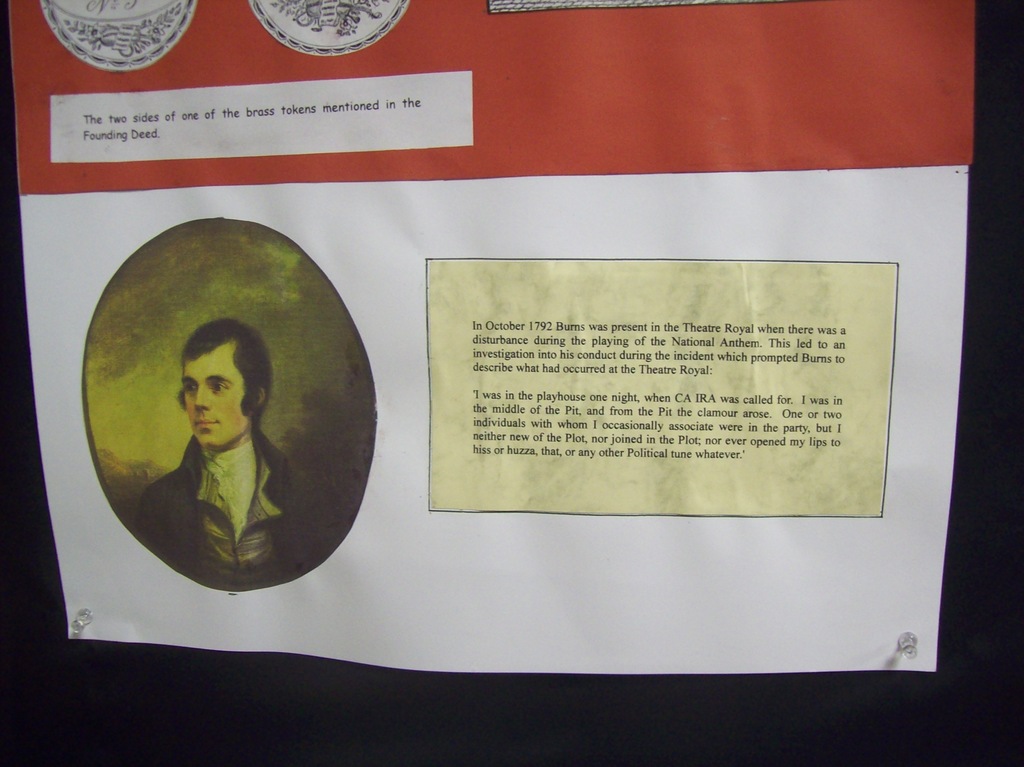 Nº 5
The two sides of one of the brass tokens mentioned in the
Founding Deed.
In October 1792 Burns was present in the Theatre Royal when there was a
disturbance during the playing of the National Anthem. This led to an
investigation into his conduct during the incident which prompted Burns to
describe what had occurred at the Theatre Royal:
'I was in the playhouse one night, when CA IRA was called for. I was in
the middle of the Pit, and from the Pit the clamour arose. One or two
individuals with whom I occasionally associate were in the party, but I
neither new of the Plot, nor joined in the Plot; nor ever opened my lips to
hiss or huzza, that, or any other Political tune whatever.'